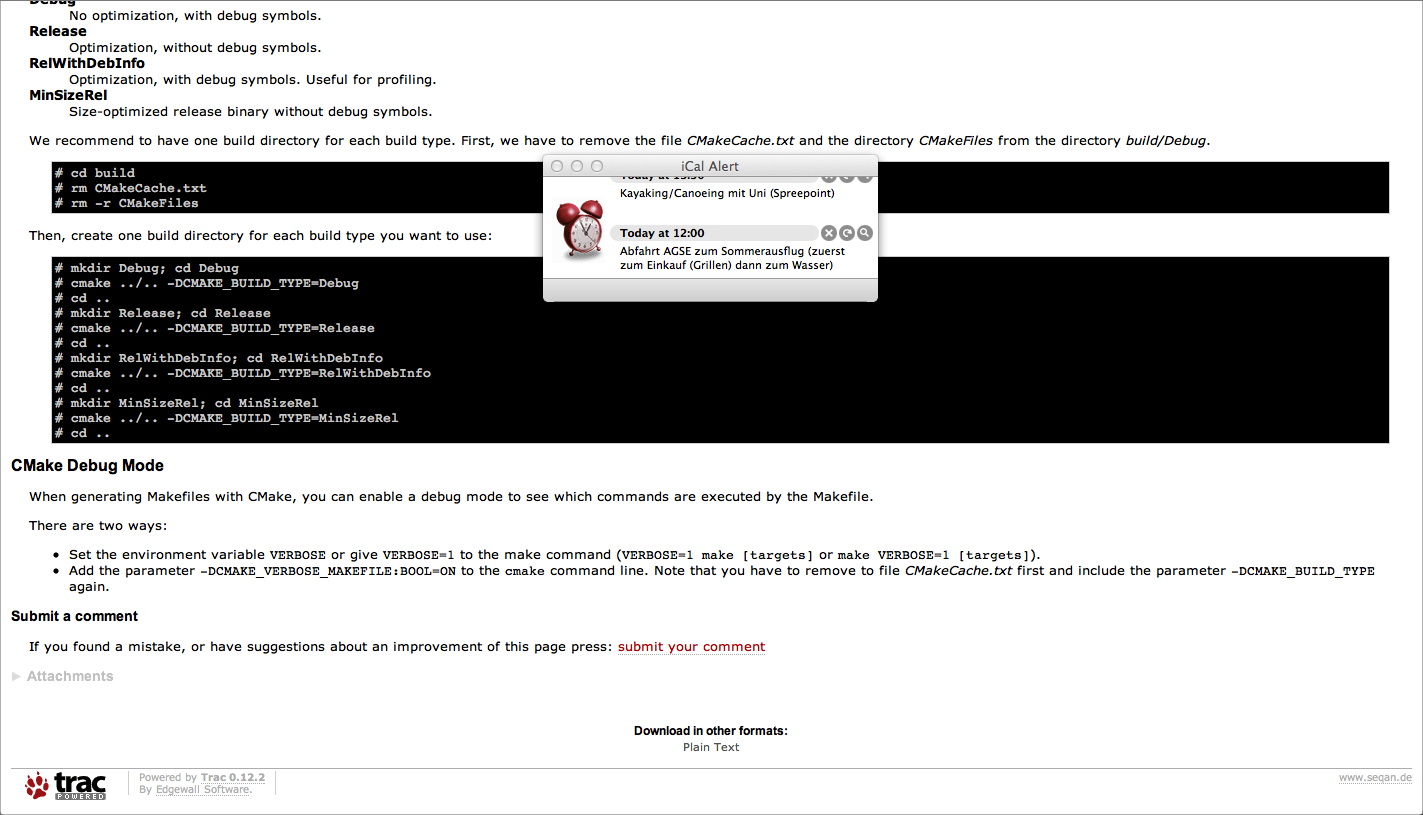 Debug
No optimization, with debug symbols.
Release
Optimization, without debug symbols.
RelWithDebInfo
Optimization, with debug symbols. Useful for profiling.
MinSizeRel
Size-optimized release binary without debug symbols.
We recommend to have one build directory for each build type. First, we have to remove the file CMakeCache.txt and the directory CMakeFiles from the directory build/Debug.
# cd build
# rm CMakeCache.txt
# rm -r CMakeFiles
iCal Alert
Kayaking/Canoeing mit Uni (Spreepoint)
Today at 12:00
Abfahrt AGSE zum Sommerausflug (zuerst
zum Einkauf (Grillen) dann zum Wasser)
Then, create one build directory for each build type you want to use:
# mkdir Debug; cd Debug
# cmake ../.. -DCMAKE_BUILD_TYPE=Debug
# cd ..
# mkdir Release; cd Release
# cmake ../.. -DCMAKE_BUILD_TYPE=Release
# cd ..
# mkdir RelWithDebInfo; cd RelWithDebInfo
# cmake ../.. -DCMAKE_BUILD_TYPE=RelWithDebInfo
# cd ..
# mkdir MinSizeRel; cd MinSizeRel
# cmake ../.. -DCMAKE_BUILD_TYPE=MinSizeRel
# cd ..
CMake Debug Mode
When generating Makefiles with CMake, you can enable a debug mode to see which commands are executed by the Makefile.
There are two ways:
• Set the environment variable VERBOSE or give VERBOSE=1 to the make command (VERBOSE=1 make [targets] or make VERBOSE=1 [targets]).
• Add the parameter -DCMAKE_VERBOSE_MAKEFILE:BOOL=ON to the cmake command line. Note that you have to remove to file CMakeCache.txt first and include the parameter -DCMAKE_BUILD_TYPE
again.
Submit a comment
If you found a mistake, or have suggestions about an improvement of this page press: submit your comment
Attachments
Download in other formats:
Plain Text
trac
POWERED
Powered by Trac 0.12.2
By Edgewall Software.
www.seqan.de